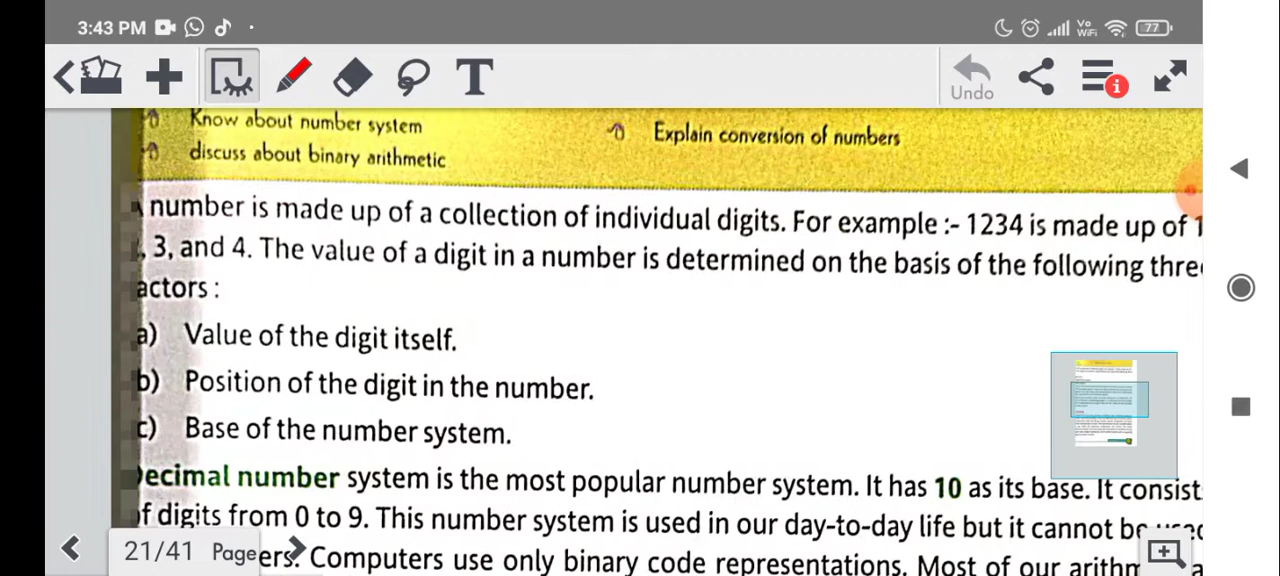 3:43 PM
Vo WiFi 77
T
Undo
i
Know about number system
Explain conversion of numbers
discuss about binary arithmetic
number is made up of a collection of individual digits. For example :- 1234 is made up of 1
, 3, and 4. The value of a digit in a number is determined on the basis of the following thre
actors :
a) Value of the digit itself.
b) Position of the digit in the number.
c) Base of the number system.
ecimal number system is the most popular number system. It has 10 as its base. It consist
f digits from 0 to 9. This number system is used in our day-to-day life but it cannot be
21/41 Page
ers. Computers use only binary code representations. Most of our arithm